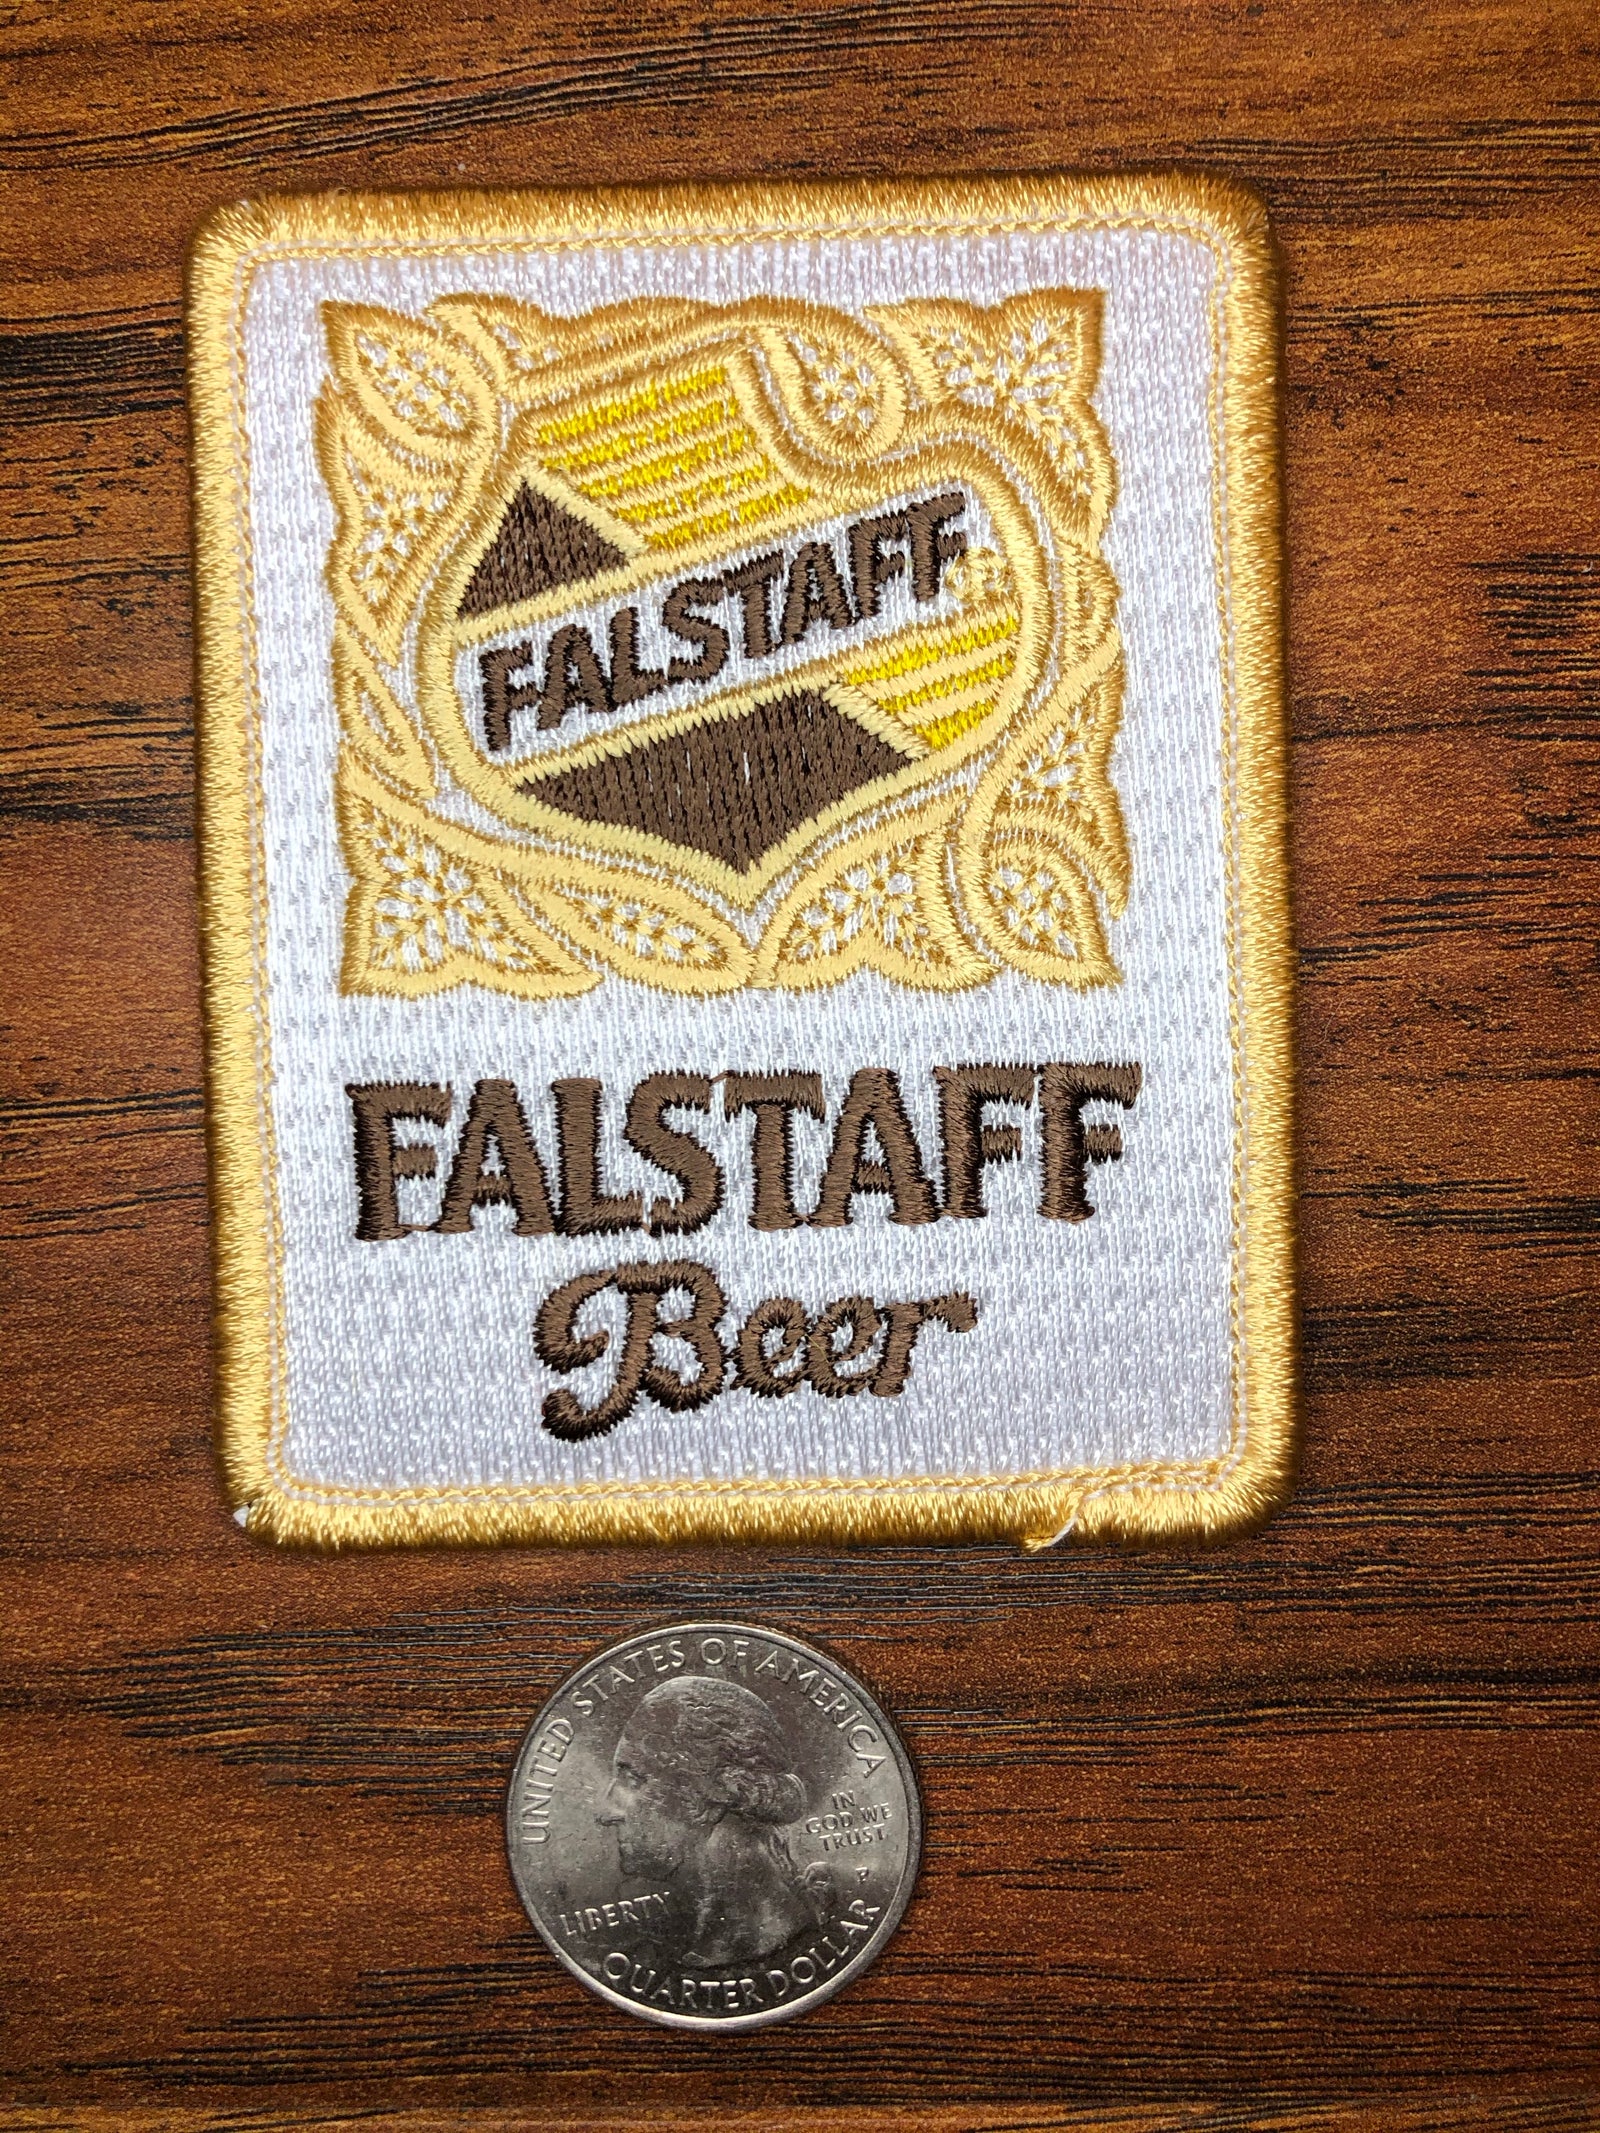 FALSTAFF
FALSTAFF
Beer
UNITED STATES OF AMERICA
IN
GOD WE
TRUST
P
LIBERTY
QUARTER DOLLAR